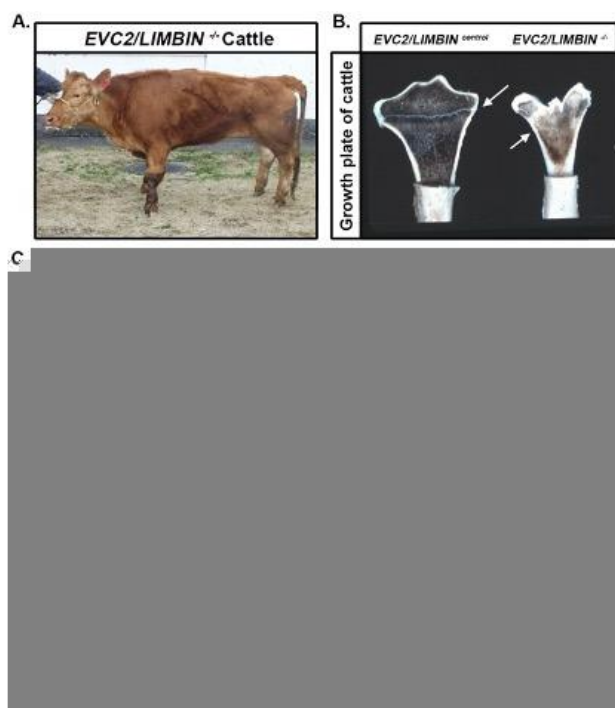 A.
EVC2/LIMBIN -/- Cattle
B.
EVC2/LIMBIN control
EVC2/LIMBIN -/-
Growth plate of cattle
C